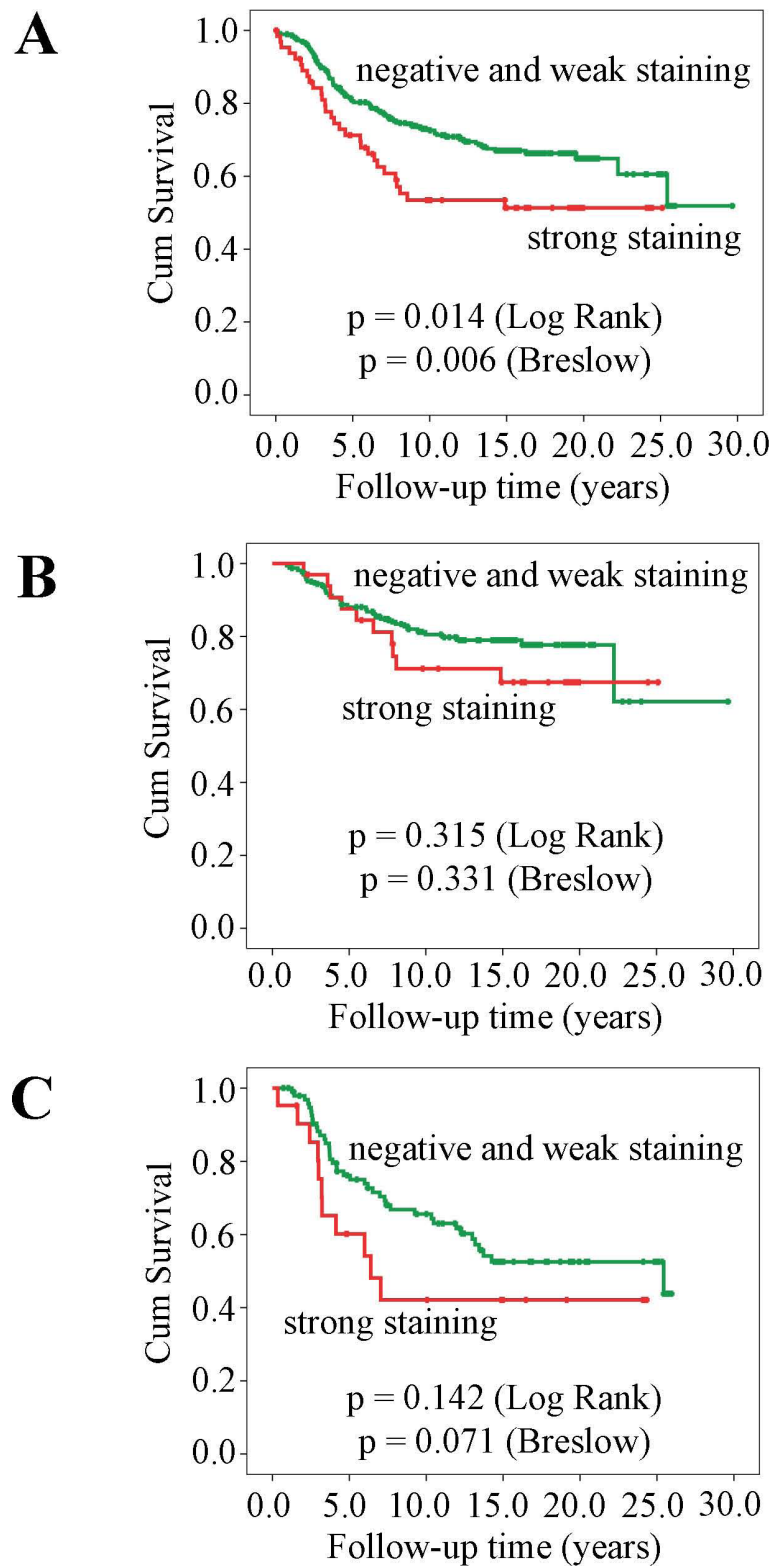 A
1.0
0.8
0.6
0.4
0.2
0.0
Cum Survival
negative and weak staining
strong staining
p = 0.014 (Log Rank)
p = 0.006 (Breslow)
0.0 5.0 10.0 15.0 20.0 25.0 30.0
Follow-up time (years)
B
1.0
0.8
0.6
0.4
0.2
0.0
Cum Survival
negative and weak staining
strong staining
p = 0.315 (Log Rank)
p = 0.331 (Breslow)
0.0 5.0 10.0 15.0 20.0 25.0 30.0
Follow-up time (years)
C
1.0
0.8
0.6
0.4
0.2
0.0
Cum Survival
negative and weak staining
strong staining
p = 0.142 (Log Rank)
p = 0.071 (Breslow)
0.0 5.0 10.0 15.0 20.0 25.0 30.0
Follow-up time (years)